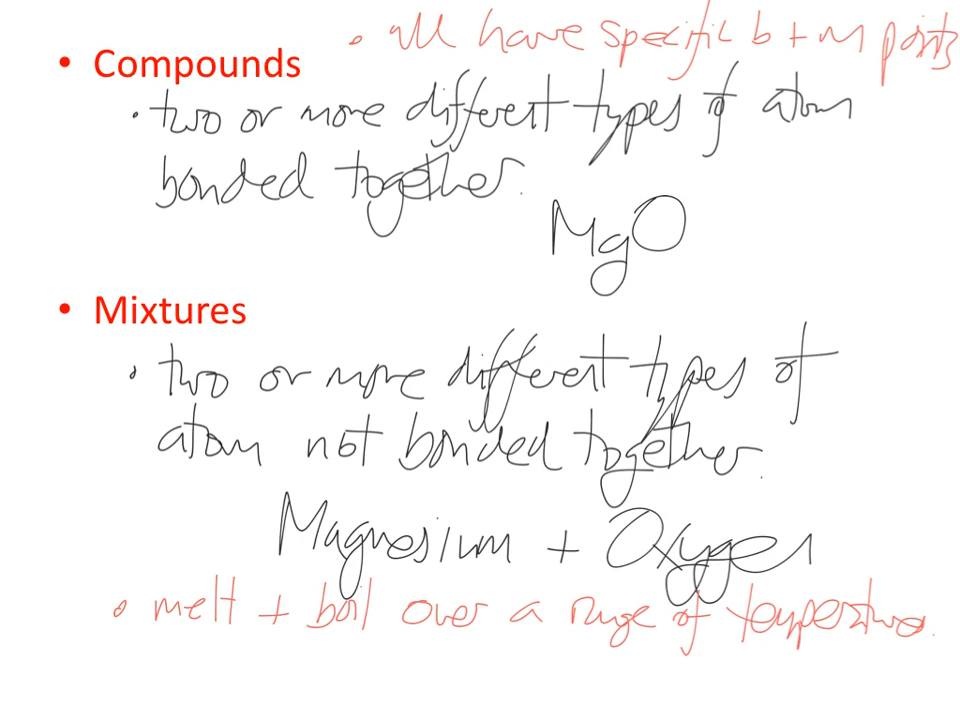 • all have specific b + m points
• Compounds
• two or more different types of atom
bonded together.
MgO
• Mixtures
• two or more different types of
atom not bonded together.
Magnesium + Oxygen
• melt + boil over a range of temperatures.